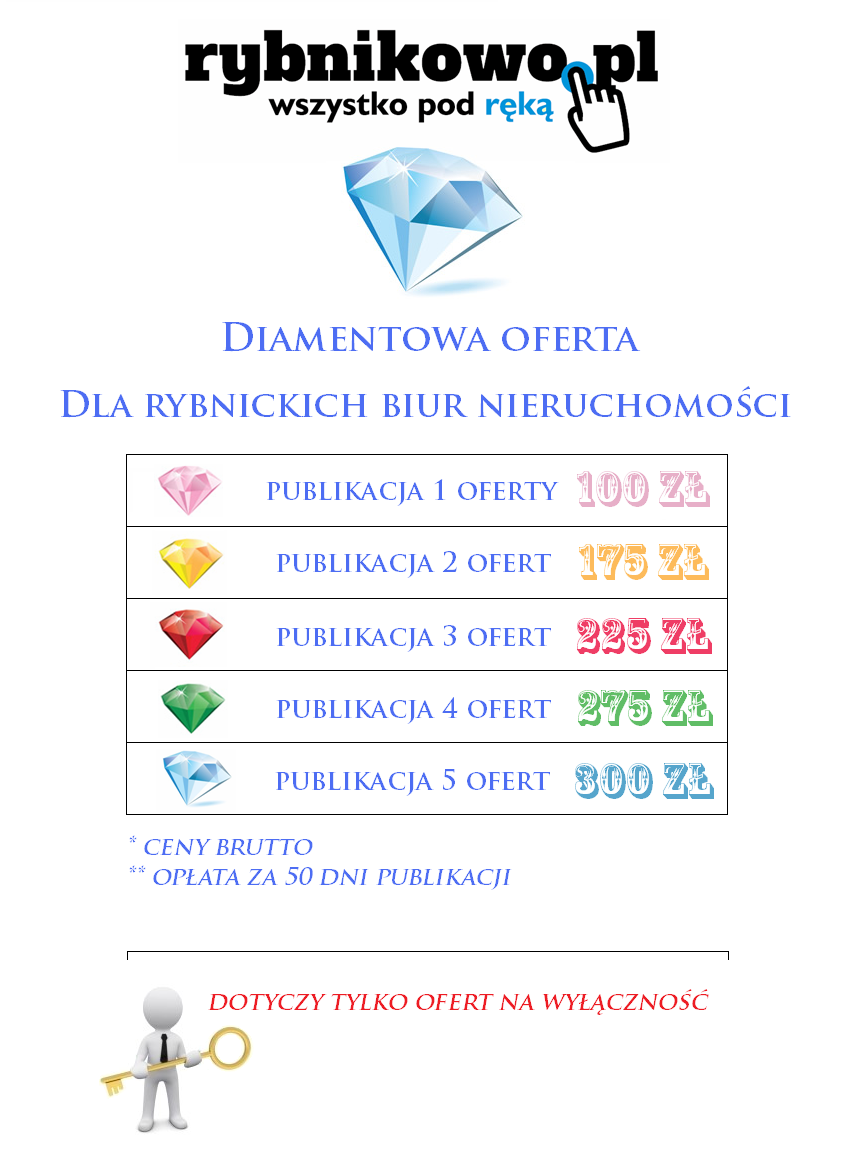 rybnikowo.pl
wszystko pod ręką
Diamentowa oferta
Dla rybnickich biur nieruchomości
publikacja 1 oferty 100 zł
publikacja 2 ofert 175 zł
publikacja 3 ofert 225 zł
publikacja 4 ofert 275 zł
publikacja 5 ofert 300 zł
* ceny brutto
** opłata za 50 dni publikacji
dotyczy tylko ofert na wyłączność